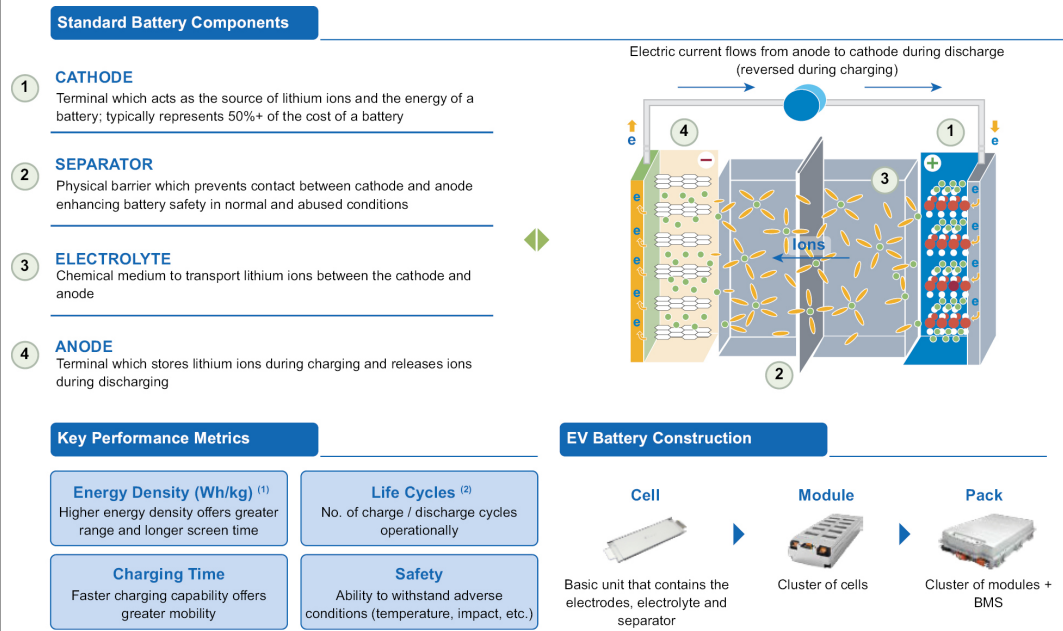 Standard Battery Components
1
CATHODE
Terminal which acts as the source of lithium ions and the energy of a
battery; typically represents 50%+ of the cost of a battery
2
SEPARATOR
Physical barrier which prevents contact between cathode and anode
enhancing battery safety in normal and abused conditions
3
ELECTROLYTE
Chemical medium to transport lithium ions between the cathode and
anode
4
ANODE
Terminal which stores lithium ions during charging and releases ions
during discharging
Electric current flows from anode to cathode during discharge
(reversed during charging)
e
4
1
e
−
+
3
e
e
e
e
e
Ions
e
e
e
e
2
Key Performance Metrics
Energy Density (Wh/kg) (1)
Higher energy density offers greater
range and longer screen time
Life Cycles (2)
No. of charge / discharge cycles
operationally
Charging Time
Faster charging capability offers
greater mobility
Safety
Ability to withstand adverse
conditions (temperature, impact, etc.)
EV Battery Construction
Cell
Basic unit that contains the
electrodes, electrolyte and
separator
Module
Cluster of cells
Pack
Cluster of modules +
BMS